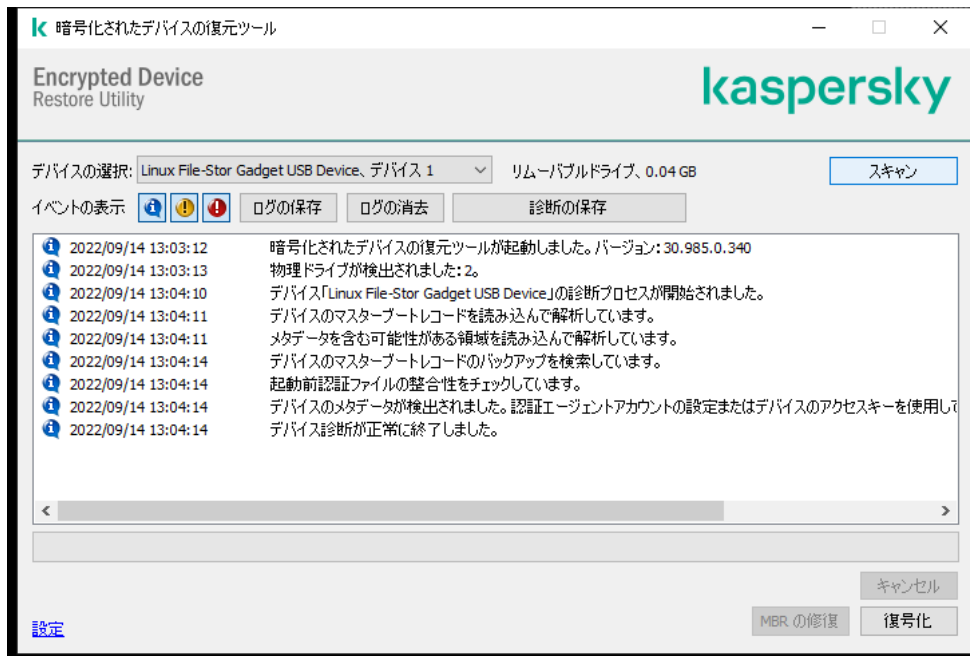 暗号化されたデバイスの復元ツール
Encrypted Device
Restore Utility
kaspersky
デバイスの選択: Linux File-Stor Gadget USB Device、デバイス 1 リムーバブルドライブ、0.04 GB スキャン
イベントの表示 ログの保存 ログの消去 診断の保存
2022/09/14 13:03:12 暗号化されたデバイスの復元ツールが起動しました。バージョン: 30.985.0.340
2022/09/14 13:03:13 物理ドライブが検出されました: 2。
2022/09/14 13:04:10 デバイス「Linux File-Stor Gadget USB Device」の診断プロセスが開始されました。
2022/09/14 13:04:11 デバイスのマスターブートレコードを読み込んで解析しています。
2022/09/14 13:04:11 メタデータを含む可能性がある領域を読み込んで解析しています。
2022/09/14 13:04:14 デバイスのマスターブートレコードのバックアップを検索しています。
2022/09/14 13:04:14 起動前認証ファイルの整合性をチェックしています。
2022/09/14 13:04:14 デバイスのメタデータが検出されました。認証エージェントアカウントの設定またはデバイスのアクセスキーを使用して
2022/09/14 13:04:14 デバイス診断が正常に終了しました。
キャンセル
設定 MBR の修復 復号化